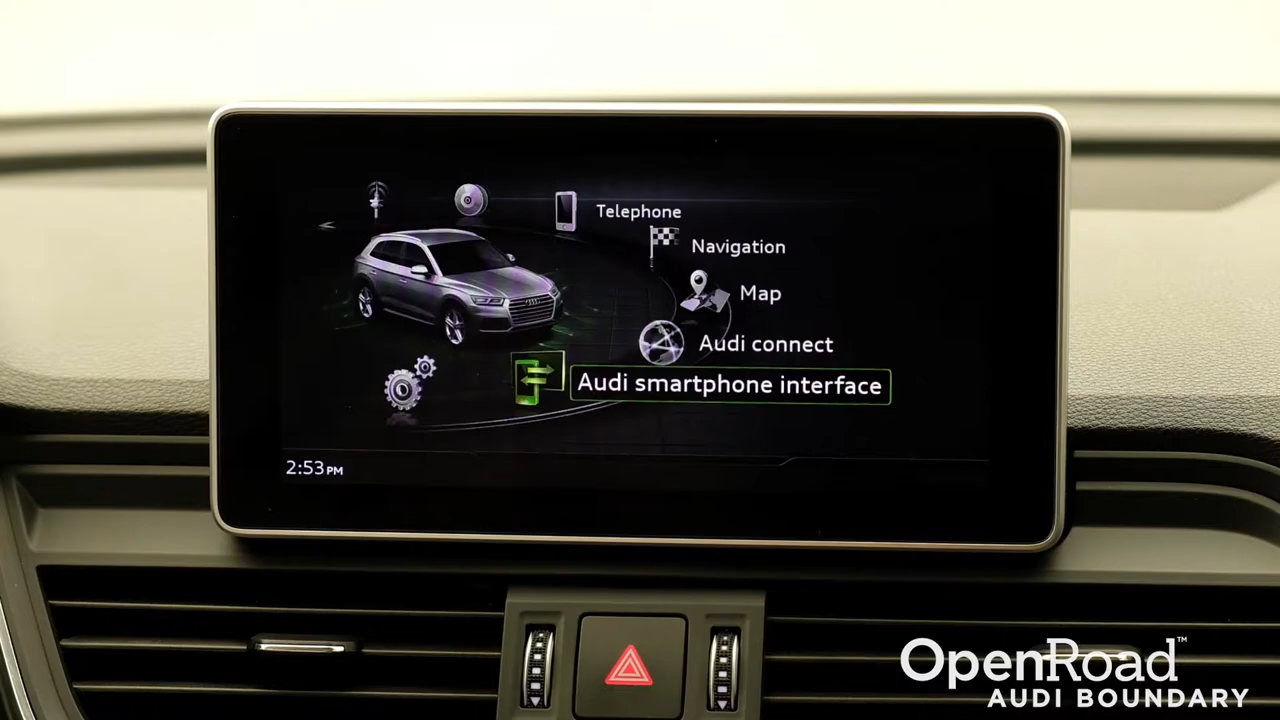 Telephone
Navigation
Map
Audi connect
Audi smartphone interface
2:53 PM
OpenRoad™
AUDI BOUNDARY